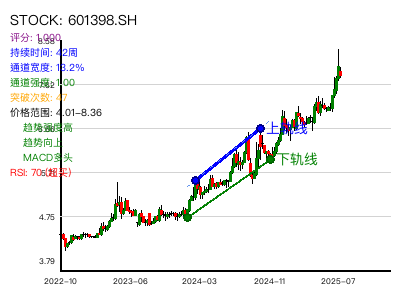 STOCK: 601398.SH
评分: 1.000
8.58
持续时间: 42周
通道宽度: 13.2%
7.62
通道强度: 1.00
突破次数: 47
价格范围: 4.01-8.36
趋势强度高
上轨线
趋势向上
下轨线
MACD多头
RSI: 70 (超买)
4.75
3.79
2022-10
2023-06
2024-03
2024-11
2025-07